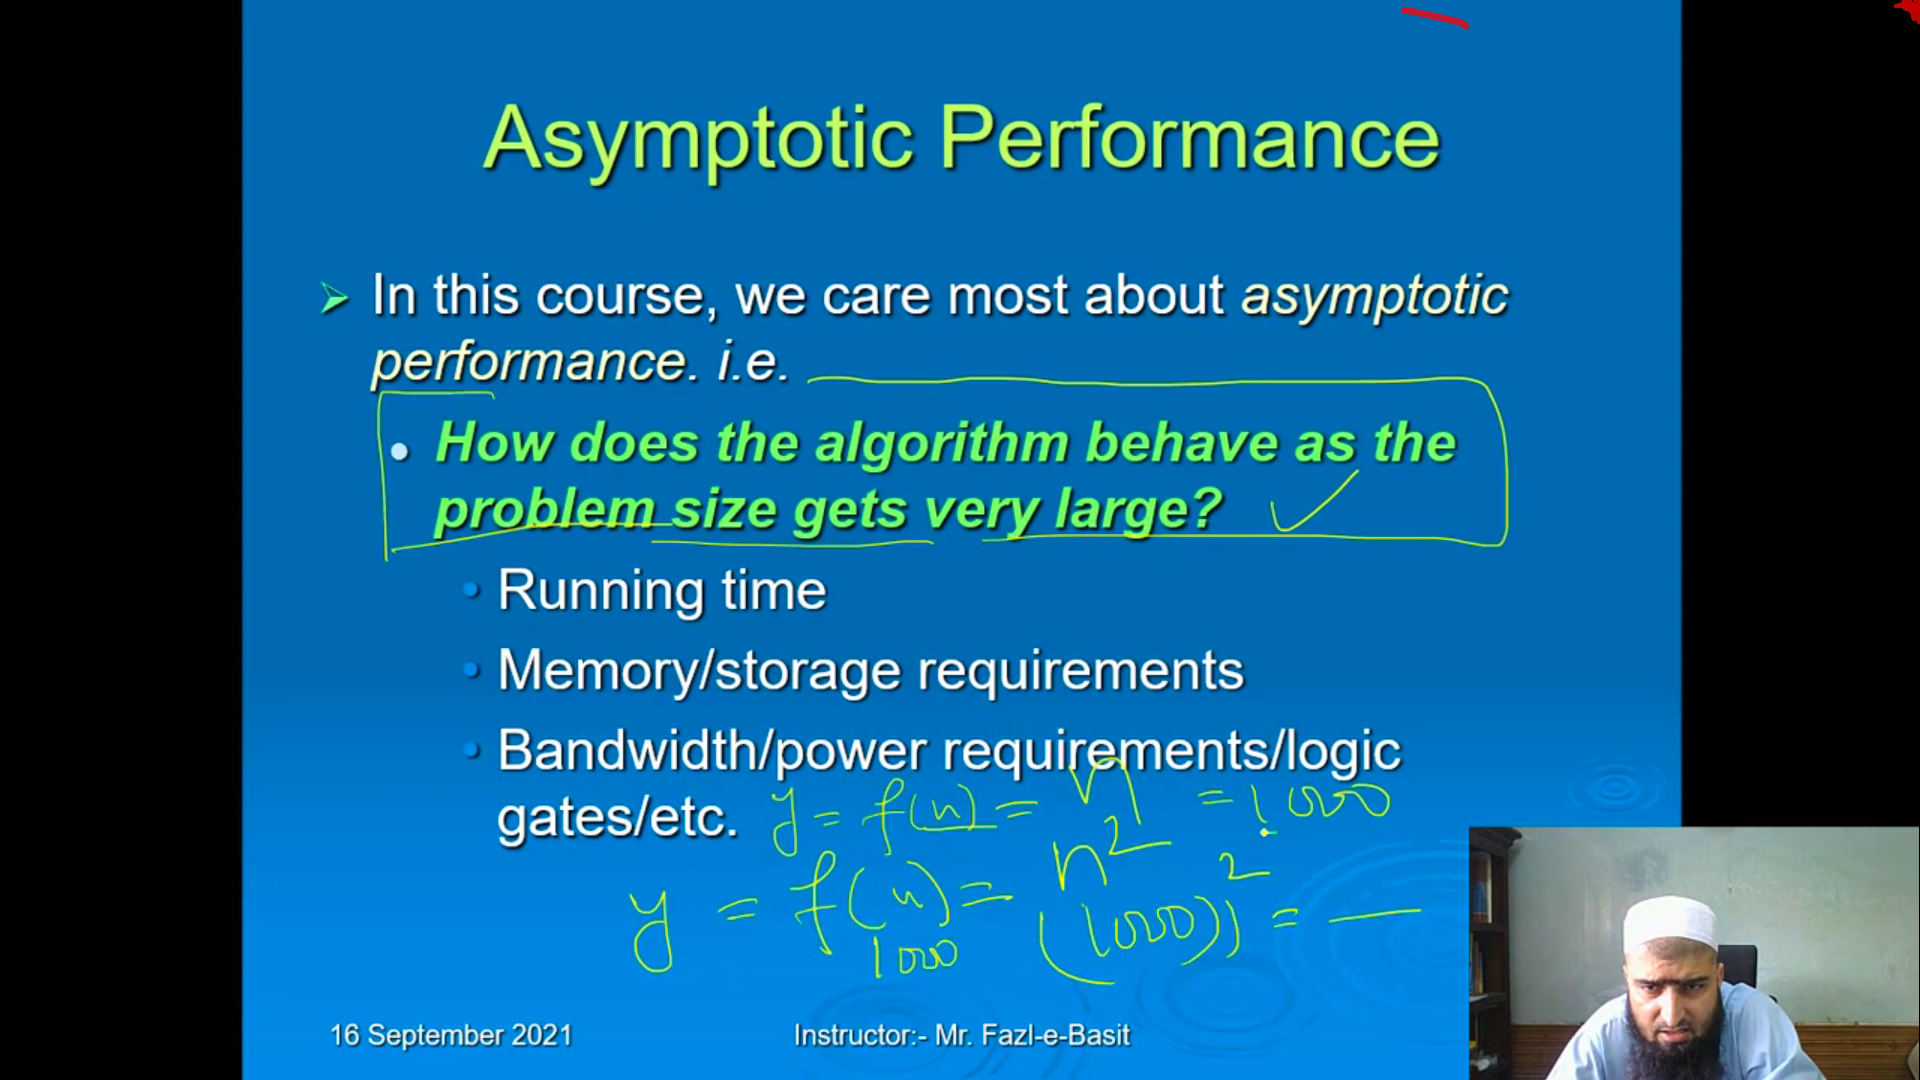 Asymptotic Performance
In this course, we care most about asymptotic
performance. i.e.
How does the algorithm behave as the
problem size gets very large?
Running time
Memory/storage requirements
Bandwidth/power requirements/logic
gates/etc.
y = f(n) = n = 1000
y = f(n) = n²
1000 (1000))² =
16 September 2021
Instructor:- Mr. Fazl-e-Basit